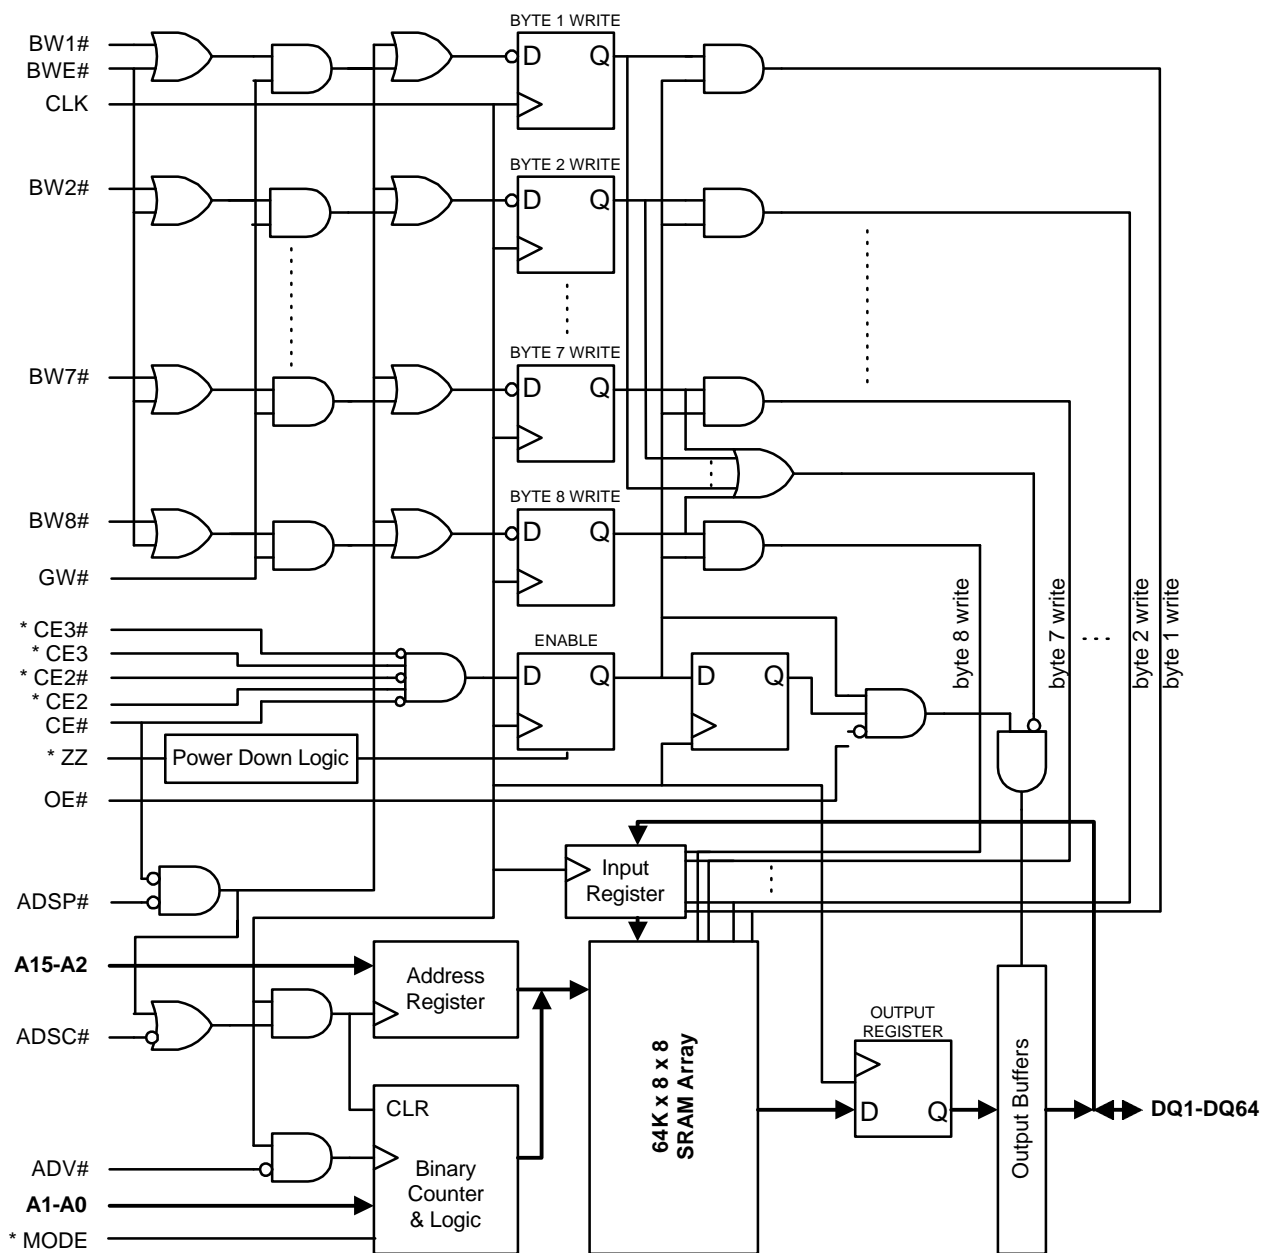 BYTE 1 WRITE
BW1#
D
Q
BWE#
CLK
BYTE 2 WRITE
BW2#
D
Q
BYTE 7 WRITE
BW7#
D
Q
BYTE 8 WRITE
BW8#
D
Q
GW#
byte 8 write
byte 7 write
byte 2 write
byte 1 write
* CE3#
* CE3
* CE2#
* CE2
CE#
ENABLE
D
Q
D
Q
* ZZ
Power Down Logic
OE#
Input
Register
ADSP#
A15-A2
Address
Register
ADSC#
OUTPUT
REGISTER
64K x 8 x 8
SRAM Array
D
Q
Output Buffers
DQ1-DQ64
CLR
ADV#
Binary
Counter
& Logic
A1-A0
* MODE